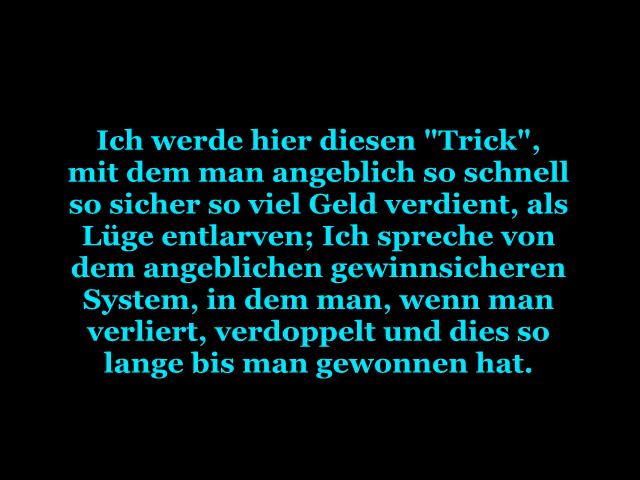 Ich werde hier diesen "Trick",
mit dem man angeblich so schnell
so sicher so viel Geld verdient, als
Lüge entlarven; Ich spreche von
dem angeblichen gewinnsicheren
System, in dem man, wenn man
verliert, verdoppelt und dies so
lange bis man gewonnen hat.